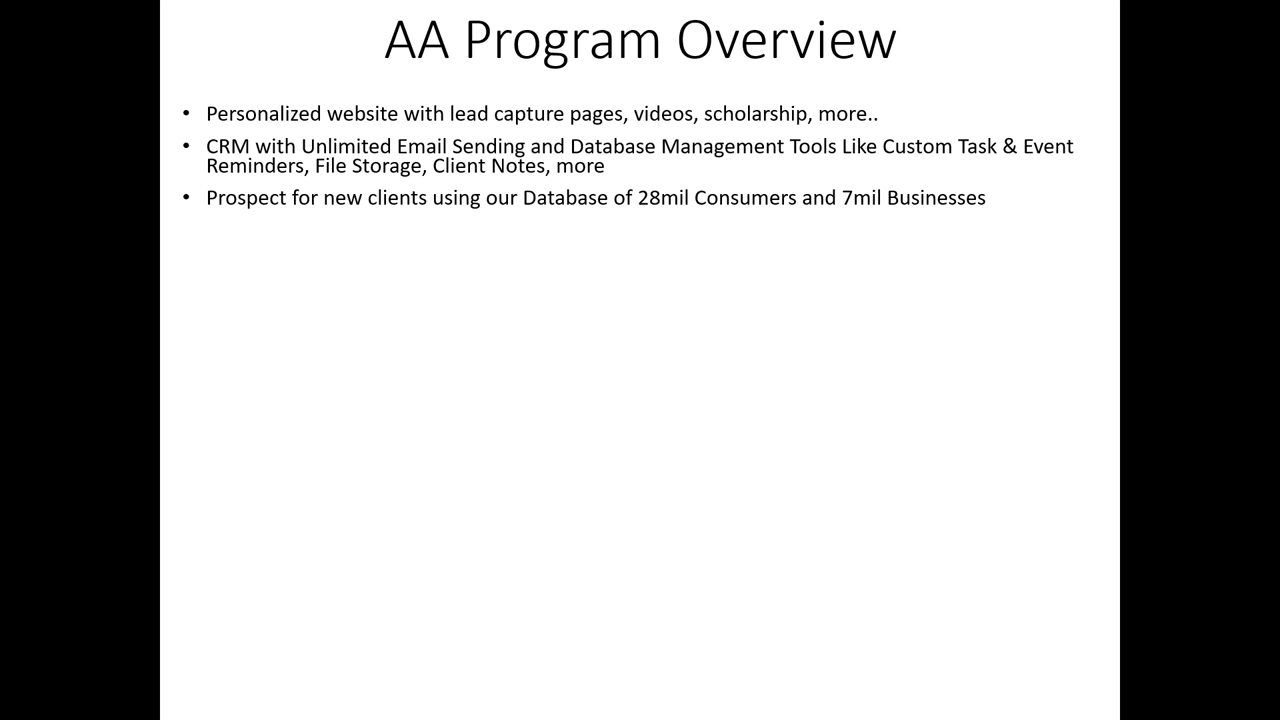 AA Program Overview
• Personalized website with lead capture pages, videos, scholarship, more..
• CRM with Unlimited Email Sending and Database Management Tools Like Custom Task & Event
Reminders, File Storage, Client Notes, more
• Prospect for new clients using our Database of 28mil Consumers and 7mil Businesses